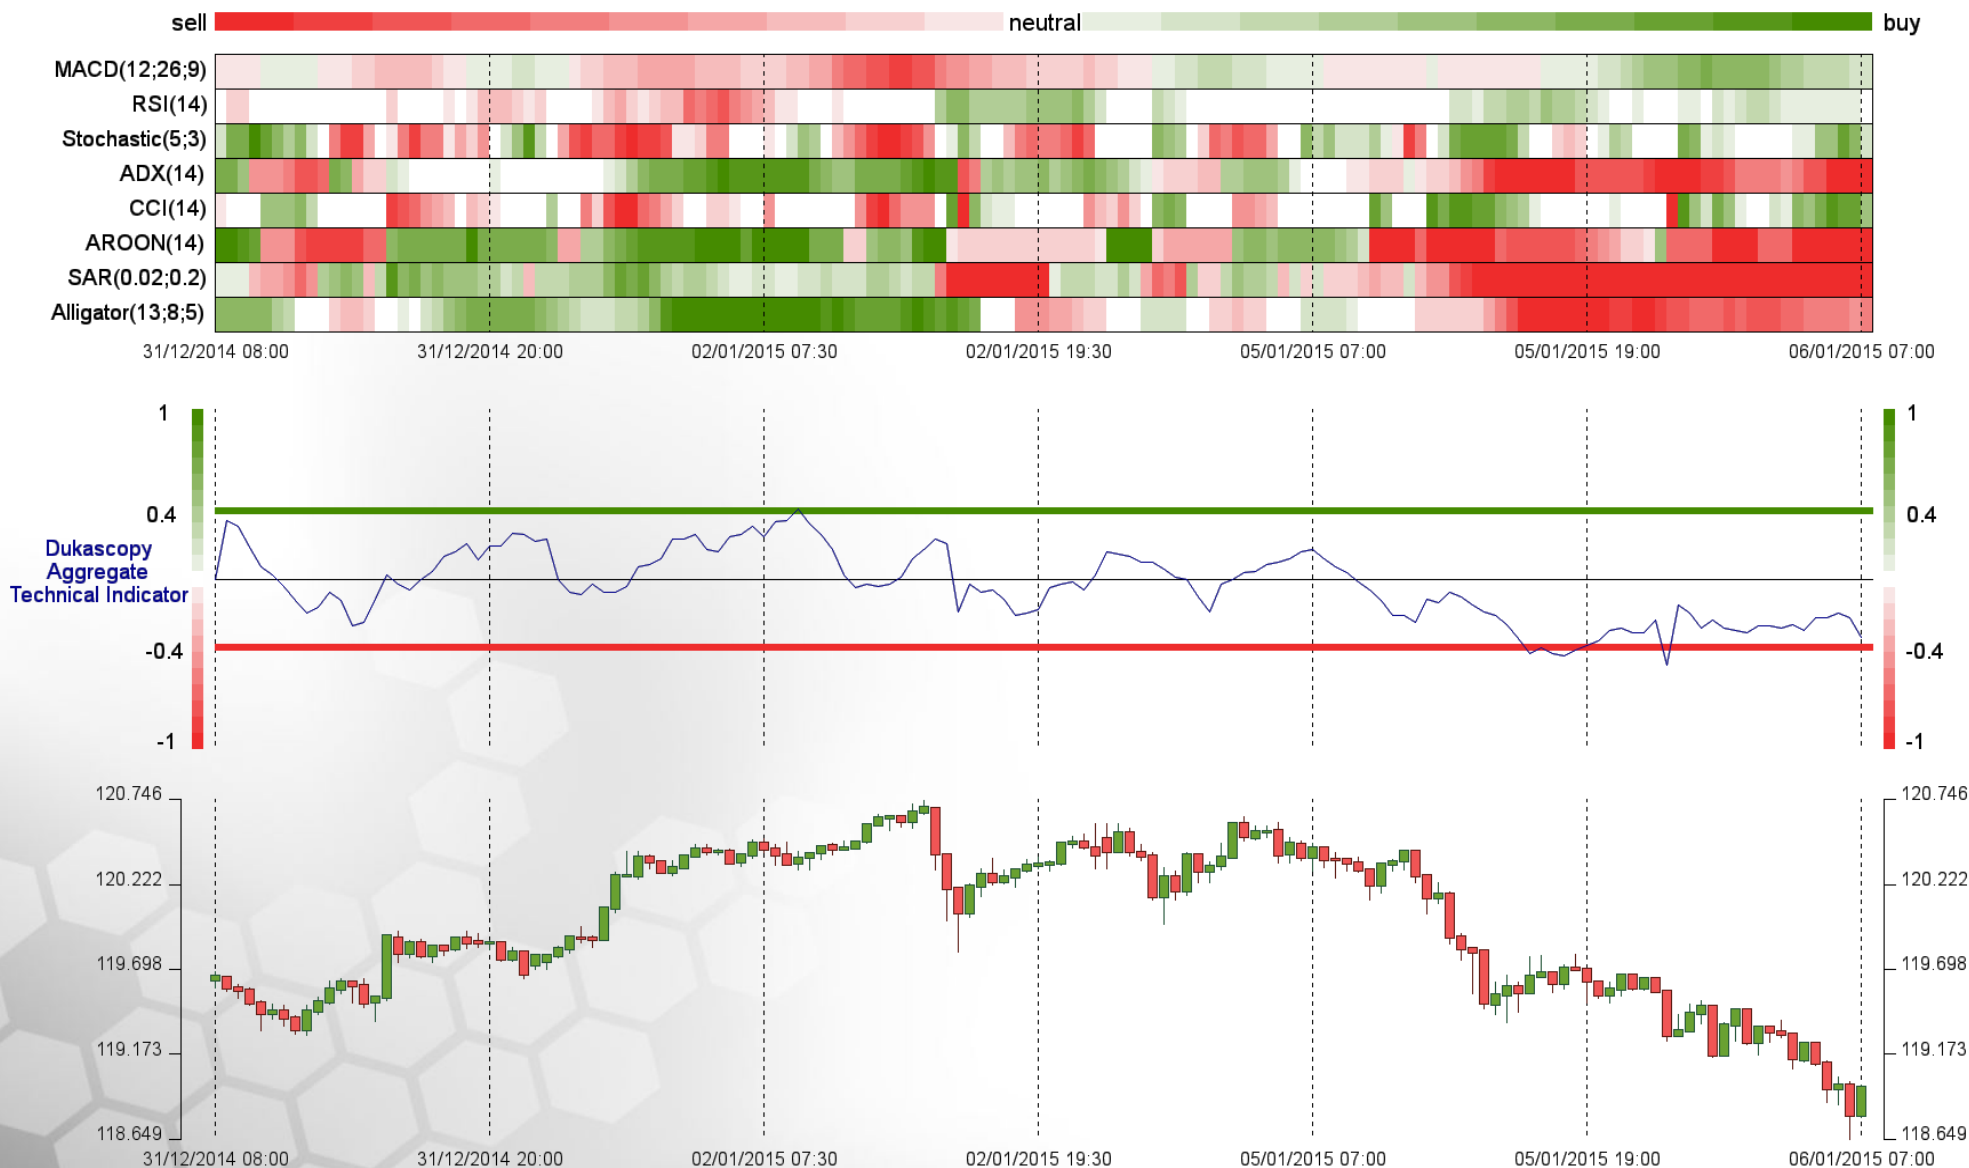 sell neutral buy
MACD(12;26;9)
RSI(14)
Stochastic(5;3)
ADX(14)
CCI(14)
AROON(14)
SAR(0.02;0.2)
Alligator(13;8;5)
31/12/2014 08:00 31/12/2014 20:00 02/01/2015 07:30 02/01/2015 19:30 05/01/2015 07:00 05/01/2015 19:00 06/01/2015 07:00
1 1
0.4 0.4
Dukascopy
Aggregate
Technical Indicator
-0.4 -0.4
-1 -1
120.746 120.746
120.222 120.222
119.698 119.698
119.173 119.173
118.649 118.649
31/12/2014 08:00 31/12/2014 20:00 02/01/2015 07:30 02/01/2015 19:30 05/01/2015 07:00 05/01/2015 19:00 06/01/2015 07:00